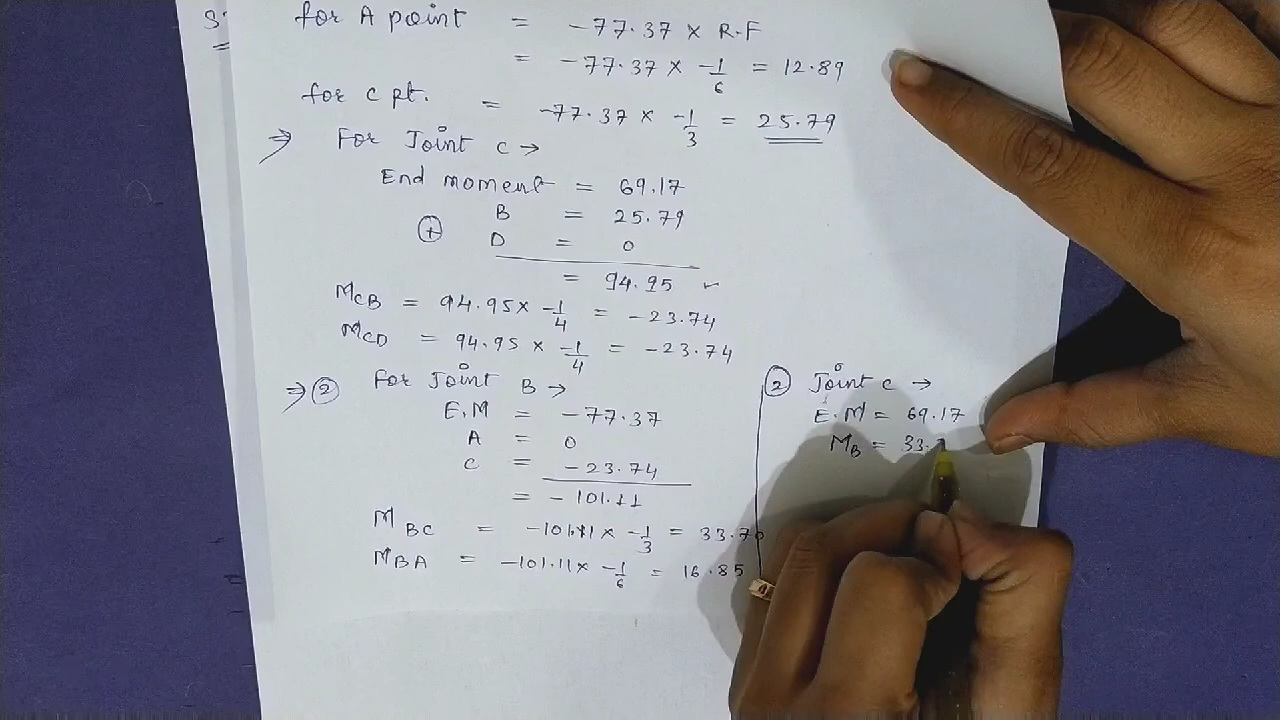 for A point = -77.37 × R.F
= -77.37 × -1/6 = 12.89
for C pt. = -77.37 × -1/3 = 25.79
⇒ For Joint C →
End moment = 69.17
B = 25.79
⊕ D = 0
= 94.95 ✓
MCB = 94.95 × -1/4 = -23.74
MCD = 94.95 × -1/4 = -23.74
⇒ ② For Joint B →
E.M = -77.37
A = 0
C = -23.74
= -101.11
MBC = -101.11 × -1/3 = 33.70
MBA = -101.11 × -1/6 = 16.85
② Joint C →
E.M = 69.17
MB = 33.